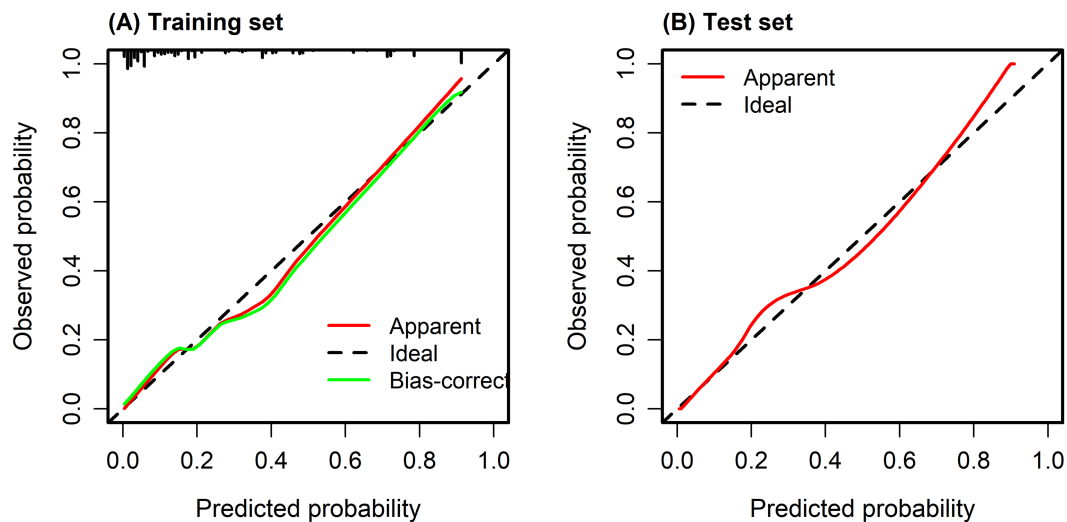 (A) Training set
Observed probability
1.0
0.8
0.6
0.4
0.2
0.0
Apparent
Ideal
Bias-correct
0.0 0.2 0.4 0.6 0.8 1.0
Predicted probability
(B) Test set
Observed probability
1.0
0.8
0.6
0.4
0.2
0.0
Apparent
Ideal
0.0 0.2 0.4 0.6 0.8 1.0
Predicted probability